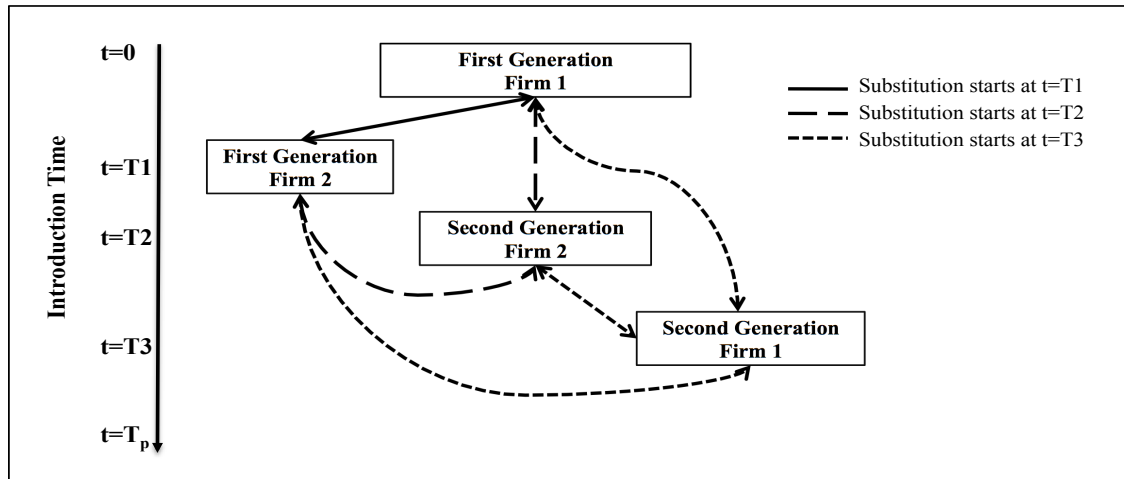 t=0
First Generation
Firm 1
Substitution starts at t=T1
Substitution starts at t=T2
Substitution starts at t=T3
First Generation
Firm 2
t=T1
Second Generation
Firm 2
t=T2
Introduction Time
Second Generation
Firm 1
t=T3
t=Tp